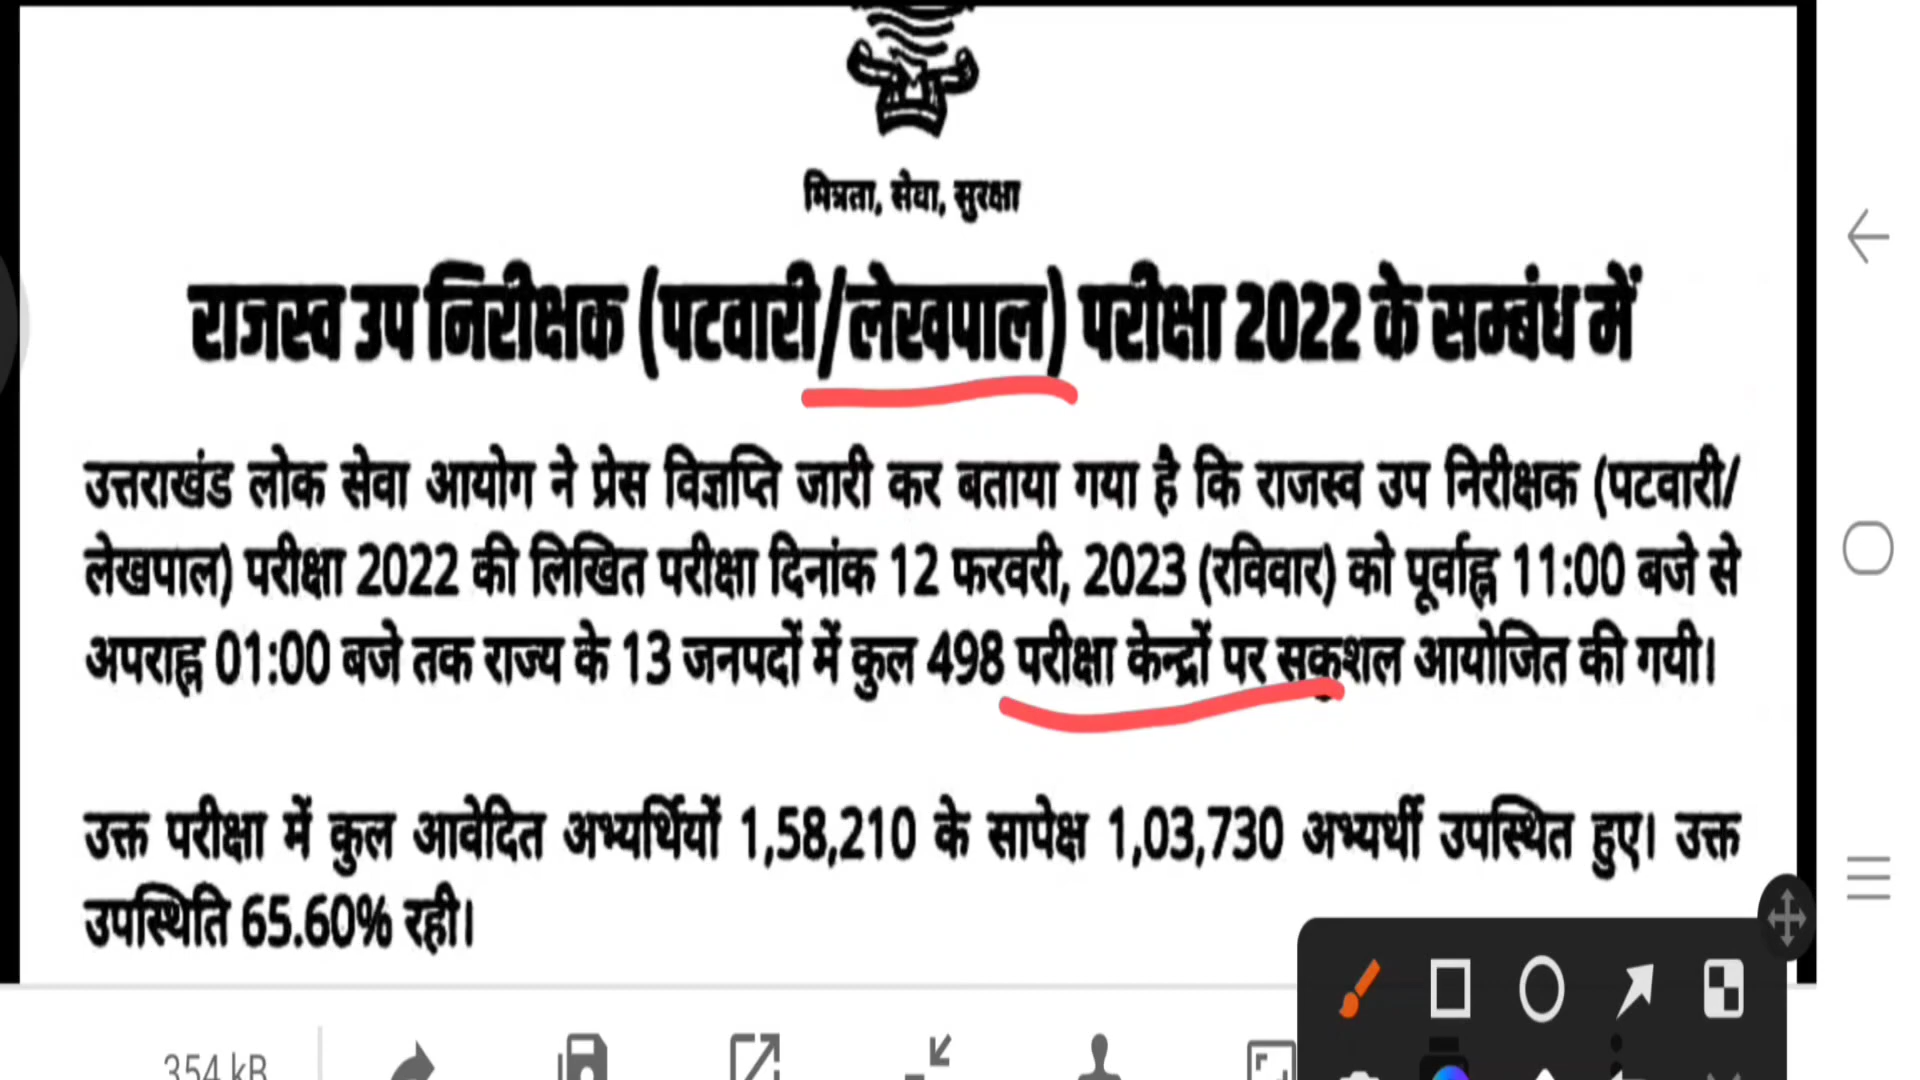 मित्रता, सेवा, सुरक्षा
राजस्व उप निरीक्षक (पटवारी/लेखपाल) परीक्षा 2022 के सम्बंध में
उत्तराखंड लोक सेवा आयोग ने प्रेस विज्ञप्ति जारी कर बताया गया है कि राजस्व उप निरीक्षक (पटवारी/
लेखपाल) परीक्षा 2022 की लिखित परीक्षा दिनांक 12 फरवरी, 2023 (रविवार) को पूर्वाह्न 11:00 बजे से
अपराह्न 01:00 बजे तक राज्य के 13 जनपदों में कुल 498 परीक्षा केन्द्रों पर सकुशल आयोजित की गयी।
उक्त परीक्षा में कुल आवेदित अभ्यर्थियों 1,58,210 के सापेक्ष 1,03,730 अभ्यर्थी उपस्थित हुए। उक्त
उपस्थिति 65.60% रही।
354 kB